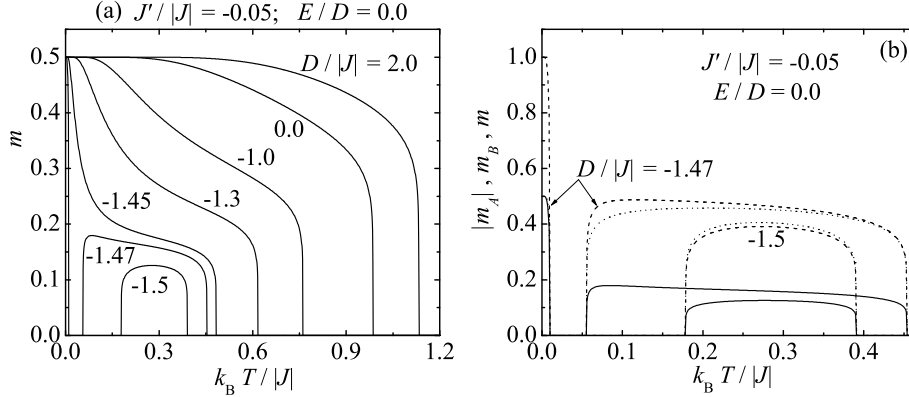 (a) J′ / |J| = -0.05; E / D = 0.0
0.5
0.4
0.3
0.2
0.1
0.0
m
D / |J| = 2.0
0.0
-1.0
-1.3
-1.45
-1.47
-1.5
0.0 0.3 0.6 0.9 1.2
k_B T / |J|
(b)
1.0
0.8
0.6
0.4
0.2
0.0
|m_A| , m_B , m
J′ / |J| = -0.05
E / D = 0.0
D / |J| = -1.47
-1.5
0.0 0.1 0.2 0.3 0.4
k_B T / |J|